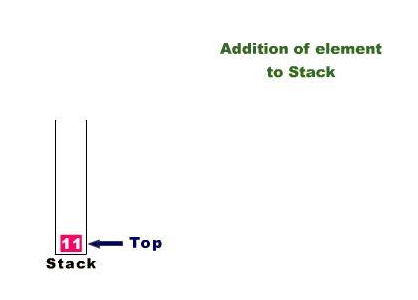 Addition of element
to Stack
11
Top
Stack